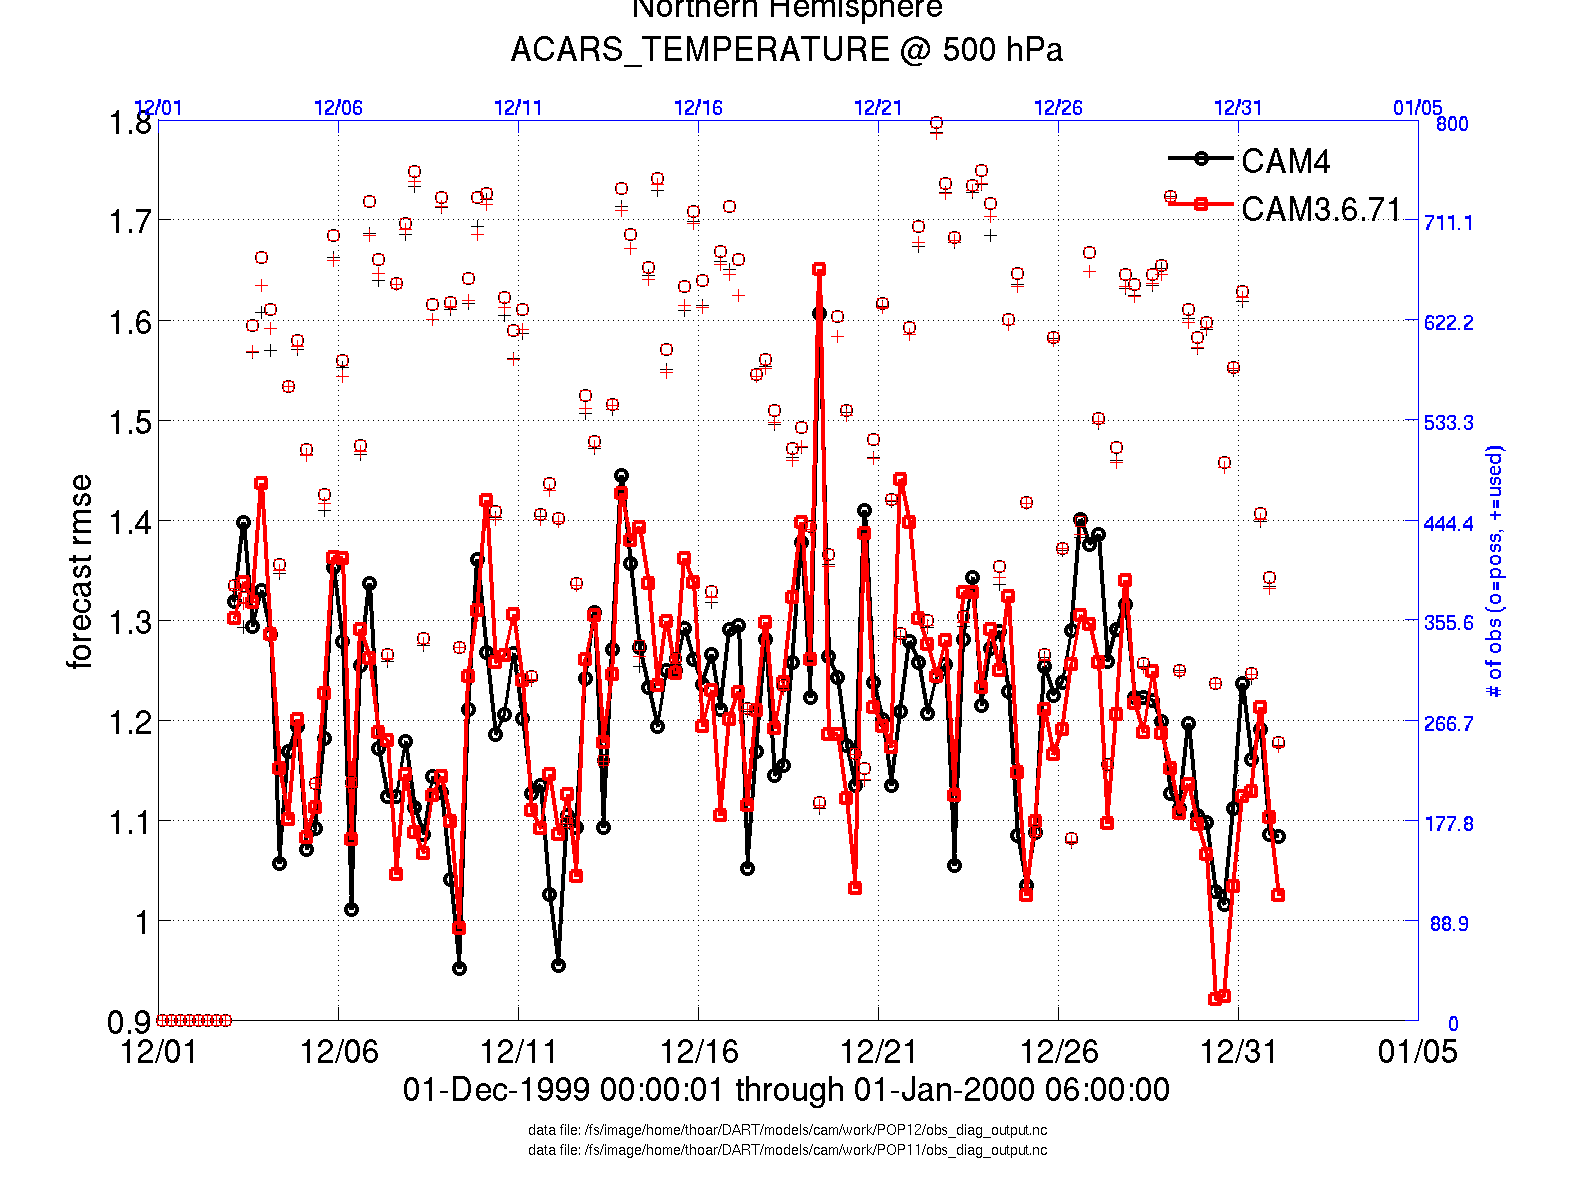 Northern Hemisphere
ACARS_TEMPERATURE @ 500 hPa
12/01 12/06 12/11 12/16 12/21 12/26 12/31 01/05
1.8
1.7
1.6
1.5
1.4
1.3
1.2
1.1
1
0.9
forecast rmse
CAM4
CAM3.6.71
800
711.1
622.2
533.3
444.4
355.6
266.7
177.8
88.9
0
# of obs (o=poss, +=used)
12/01 12/06 12/11 12/16 12/21 12/26 12/31 01/05
01-Dec-1999 00:00:01 through 01-Jan-2000 06:00:00
data file: /fs/image/home/thoar/DART/models/cam/work/POP12/obs_diag_output.nc
data file: /fs/image/home/thoar/DART/models/cam/work/POP11/obs_diag_output.nc